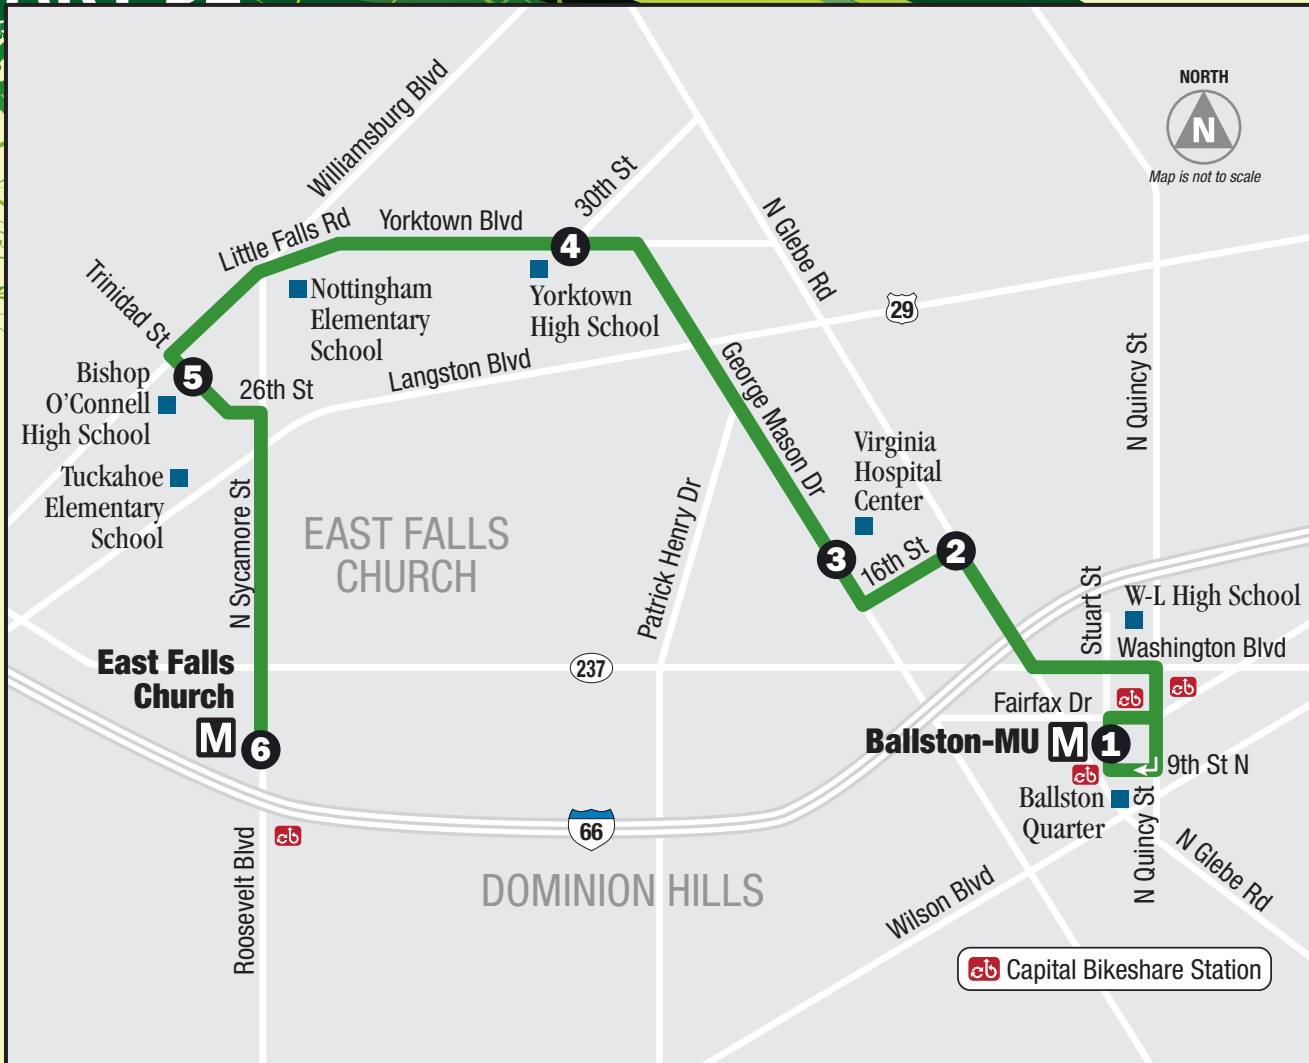 NORTH
N
Map is not to scale
Williamsburg Blvd
30th St
Little Falls Rd
Yorktown Blvd
4
N Glebe Rd
Trinidad St
Nottingham
Elementary
School
Yorktown
High School
29
Langston Blvd
George Mason Dr
N Quincy St
Bishop
O'Connell
High School
5
26th St
Tuckahoe
Elementary
School
N Sycamore St
EAST FALLS
CHURCH
Patrick Henry Dr
Virginia
Hospital
Center
3
16th St
2
Stuart St
W-L High School
Washington Blvd
East Falls
Church
M
6
237
Fairfax Dr
Ballston-MU
M
1
9th St N
Ballston
Quarter
N Quincy St
N Glebe Rd
66
Roosevelt Blvd
DOMINION HILLS
Wilson Blvd
cb Capital Bikeshare Station